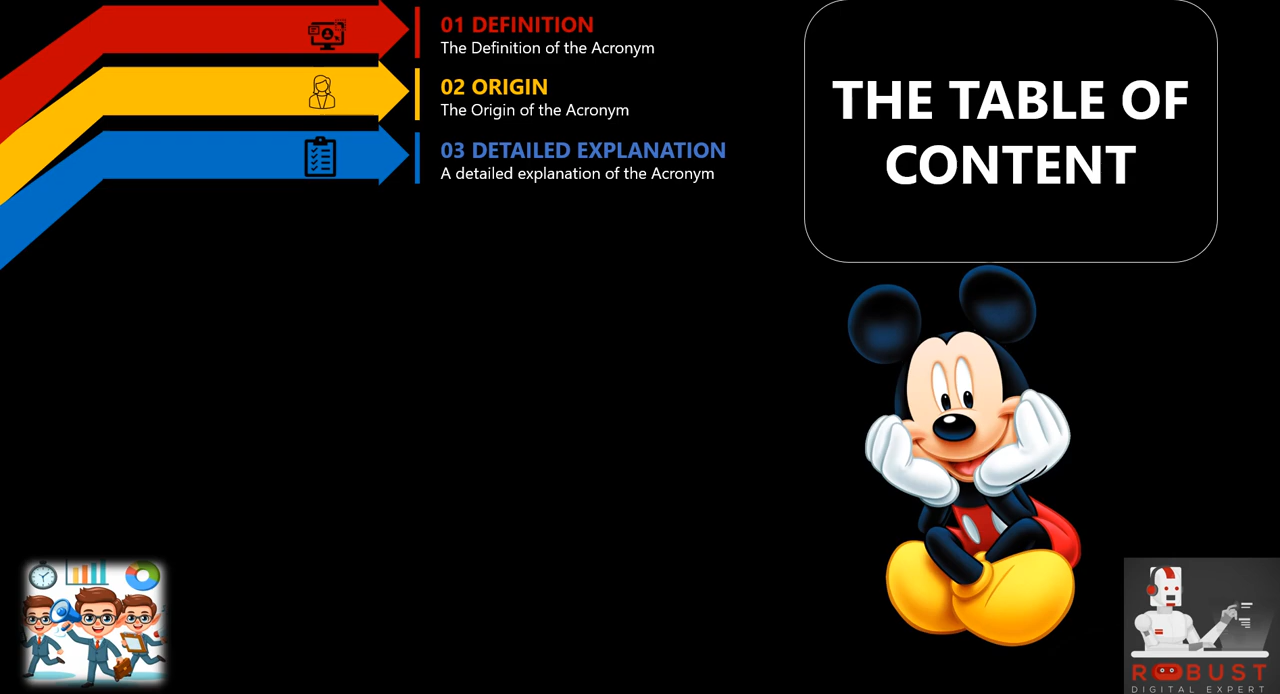 01 DEFINITION
The Definition of the Acronym
02 ORIGIN
The Origin of the Acronym
03 DETAILED EXPLANATION
A detailed explanation of the Acronym
THE TABLE OF
CONTENT
ROBUST
DIGITAL EXPERT